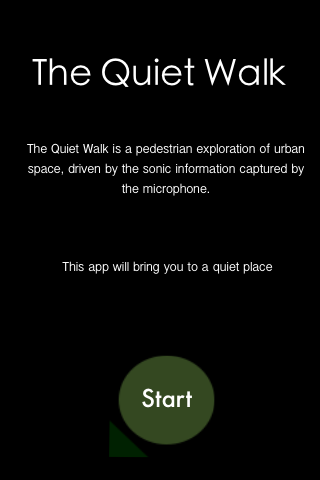 The Quiet Walk
The Quiet Walk is a pedestrian exploration of urban
space, driven by the sonic information captured by
the microphone.
This app will bring you to a quiet place
Start